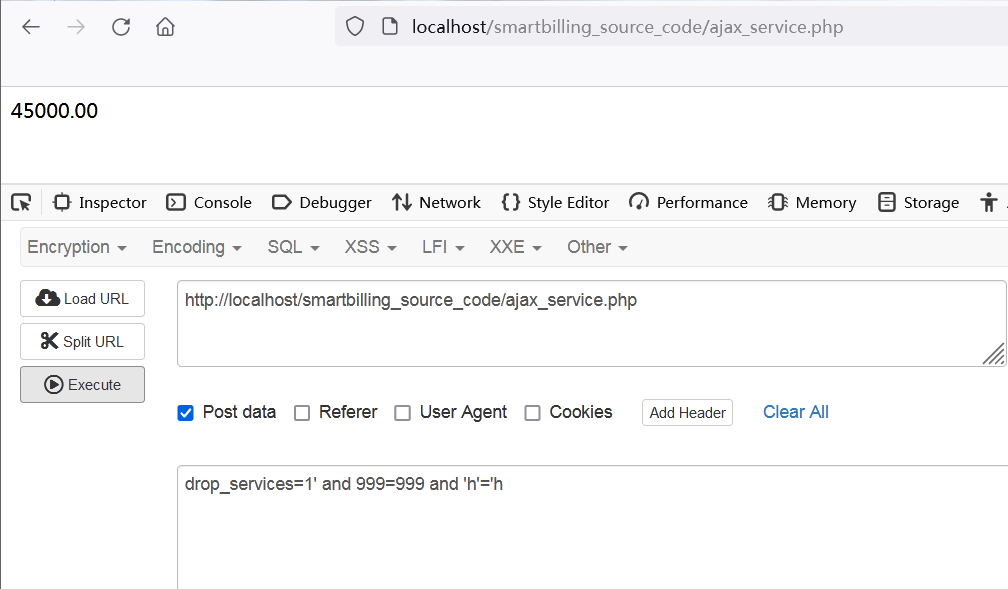 localhost/smartbilling_source_code/ajax_service.php
45000.00
Inspector Console Debugger Network Style Editor Performance Memory Storage
Encryption Encoding SQL XSS LFI XXE Other
Load URL
http://localhost/smartbilling_source_code/ajax_service.php
Split URL
Execute
Post data Referer User Agent Cookies Add Header Clear All
drop_services=1' and 999=999 and 'h'='h